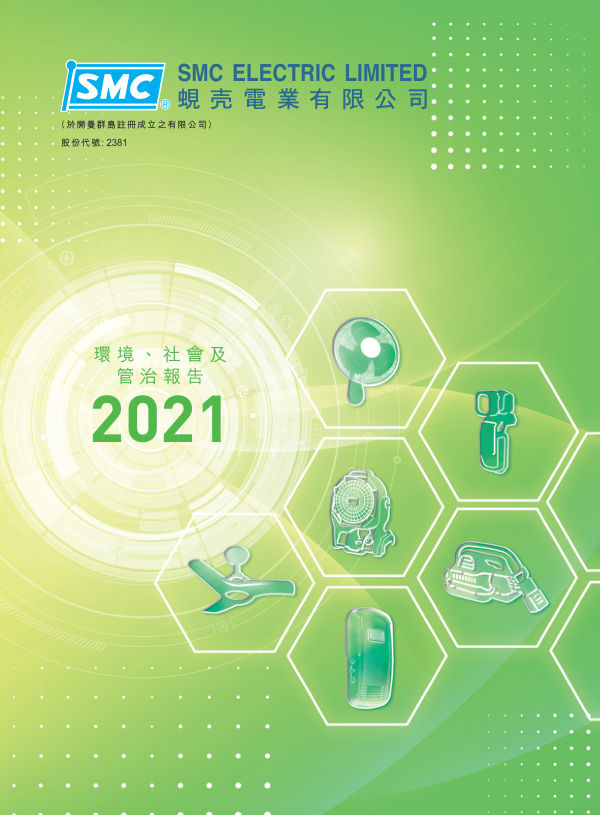 SMC ®
SMC ELECTRIC LIMITED
蜆壳電業有限公司
（於開曼群島註冊成立之有限公司）
股份代號: 2381
環境、社會及
管治報告
2021